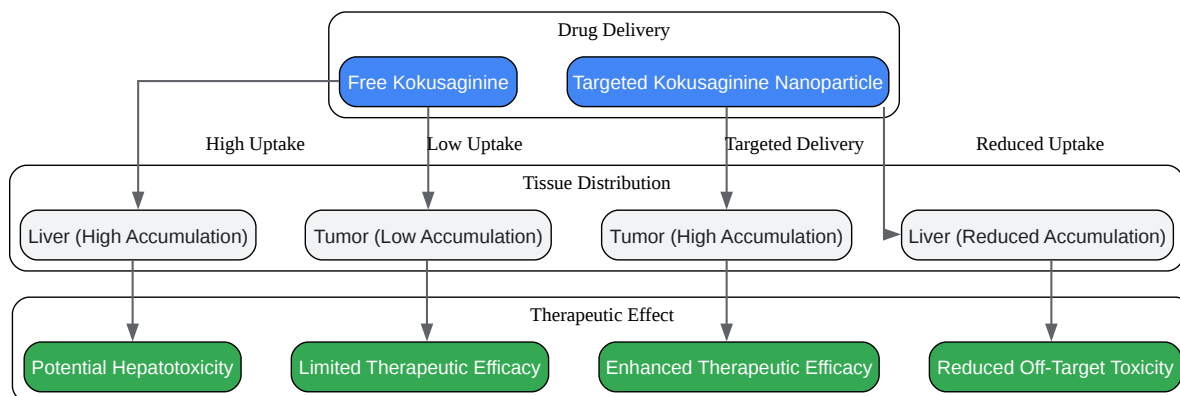 Drug Delivery
Free Kokusaginine
Targeted Kokusaginine Nanoparticle
High Uptake
Low Uptake
Targeted Delivery
Reduced Uptake
Tissue Distribution
Liver (High Accumulation)
Tumor (Low Accumulation)
Tumor (High Accumulation)
Liver (Reduced Accumulation)
Therapeutic Effect
Potential Hepatotoxicity
Limited Therapeutic Efficacy
Enhanced Therapeutic Efficacy
Reduced Off-Target Toxicity